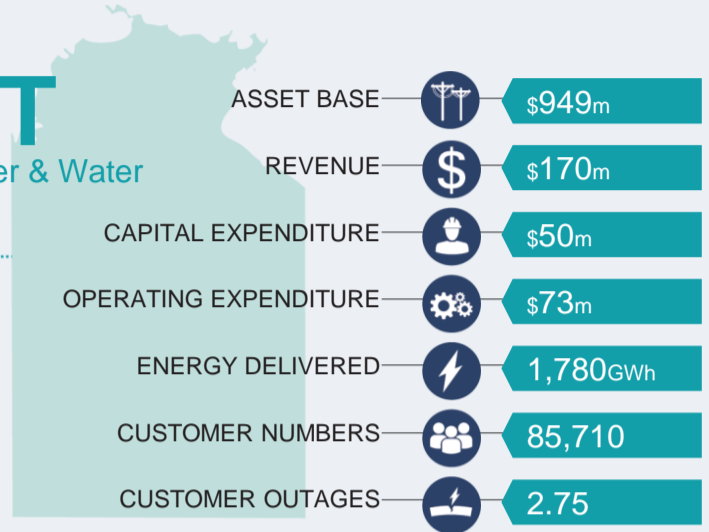 T
er & Water
ASSET BASE $949m
REVENUE $170m
CAPITAL EXPENDITURE $50m
OPERATING EXPENDITURE $73m
ENERGY DELIVERED 1,780GWh
CUSTOMER NUMBERS 85,710
CUSTOMER OUTAGES 2.75